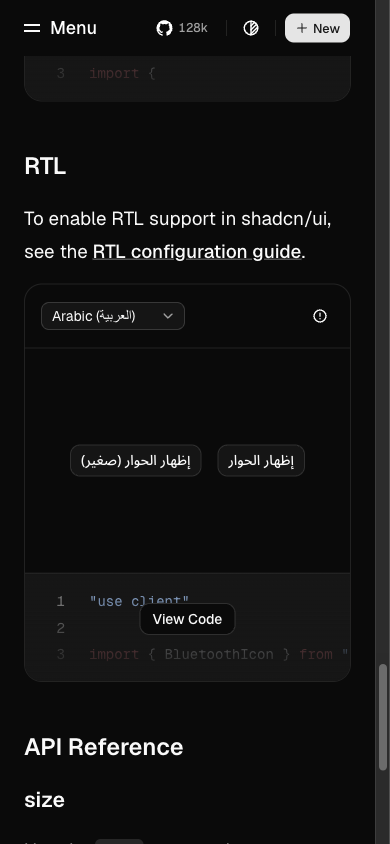 Menu
128k
+ New
3 import {
RTL
To enable RTL support in shadcn/ui,
see the RTL configuration guide.
Arabic (العربية)
إظهار الحوار
إظهار الحوار (صغير)
1 "use client"
View Code
2
3 import { BluetoothIcon } from "
API Reference
size